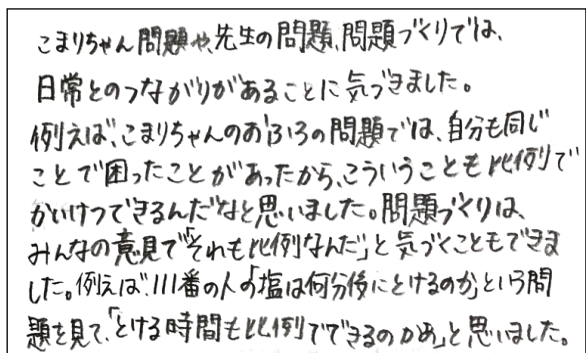 こまりちゃん問題や、先生の問題、問題づくりでは、
日常とのつながりがあることに気づきました。
例えば、こまりちゃんのおふろの問題では、自分も同じ
ことで困ったことがあったから、こういうことも比例で
かいけつできるんだなと思いました。問題づくりは、
みんなの意見で「それも比例なんだ」と気づくこともできま
した。例えば、111番の人の「塩は何分後にとけるのか」という問
題を見て、「とける時間も比例でできるのかあ」と思いました。